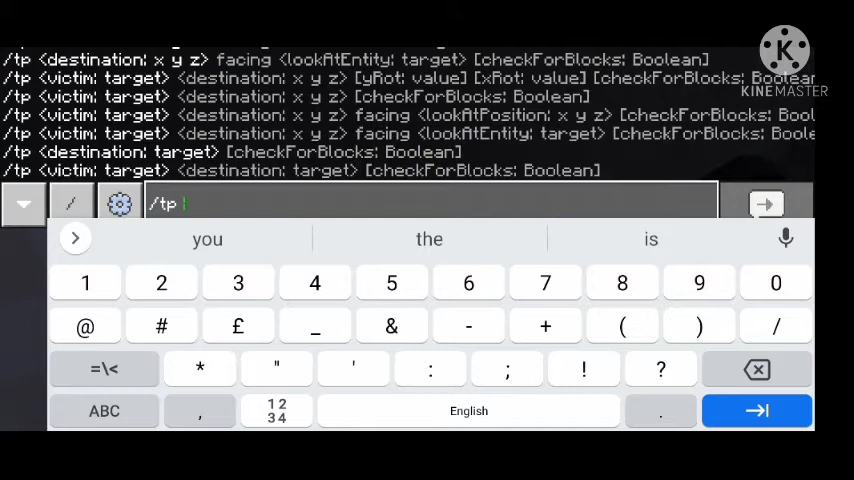 /tp <destination: x y z> facing <lookAtEntity: target> [checkForBlocks: Boolean]
/tp <victim: target> <destination: x y z> [yRot: value] [xRot: value] [checkForBlocks: Boolean
/tp <victim: target> <destination: x y z> [checkForBlocks: Boolean]
/tp <victim: target> <destination: x y z> facing <lookAtPosition: x y z> [checkForBlocks: Bool
/tp <victim: target> <destination: x y z> facing <lookAtEntity: target> [checkForBlocks: Boole
/tp <destination: target> [checkForBlocks: Boolean]
/tp <victim: target> <destination: target> [checkForBlocks: Boolean]
K
KINEMASTER
/ /tp
you the is
1 2 3 4 5 6 7 8 9 0
@ # £ _ & - + ( ) /
=\< * " ' : ; ! ?
ABC , 12 34 English .